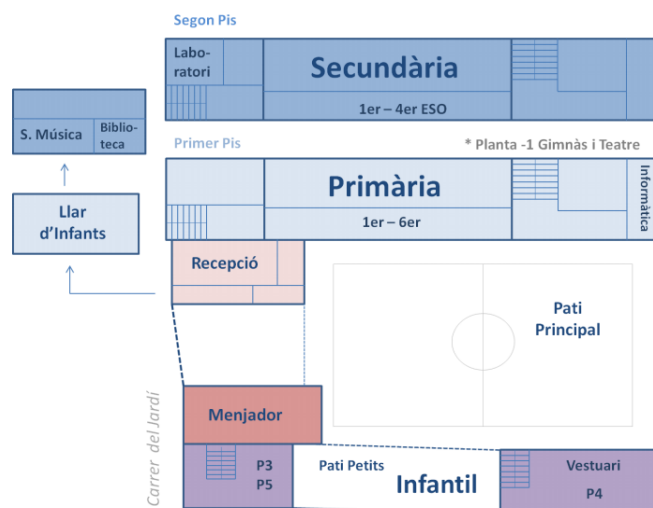 Segon Pis
Labo-
ratori
Secundària
1er – 4er ESO
S. Música
Biblio-
teca
Primer Pis
* Planta -1 Gimnàs i Teatre
Llar
d'Infants
Primària
1er – 6er
Informàtica
Recepció
Pati
Principal
Carrer del Jardí
Menjador
P3
P5
Pati Petits
Infantil
Vestuari
P4